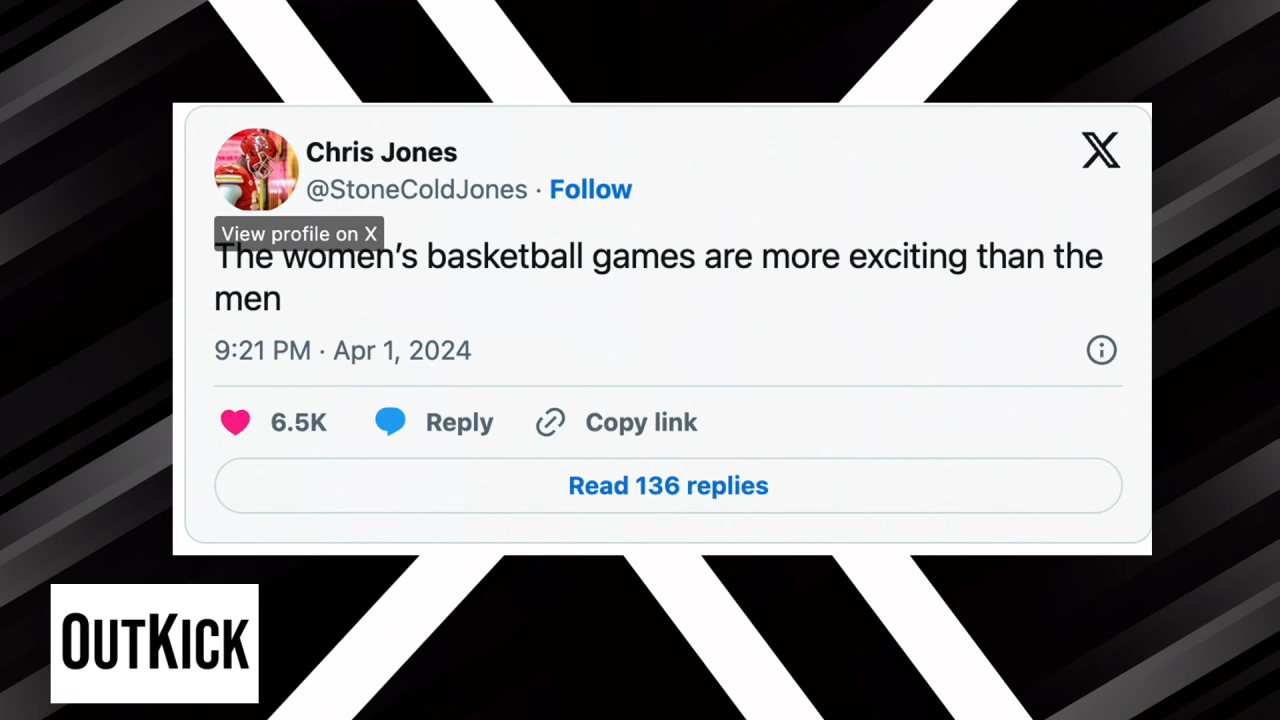 Chris Jones
@StoneColdJones · Follow
View profile on X
The women's basketball games are more exciting than the
men
9:21 PM · Apr 1, 2024
6.5K Reply Copy link
Read 136 replies
OUTKICK